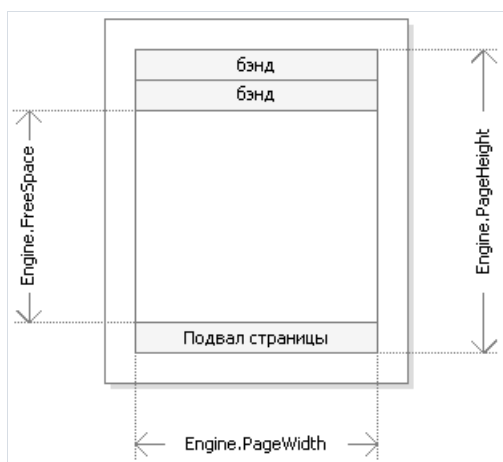 бэнд
бэнд
Engine.FreeSpace
Engine.PageHeight
Подвал страницы
Engine.PageWidth